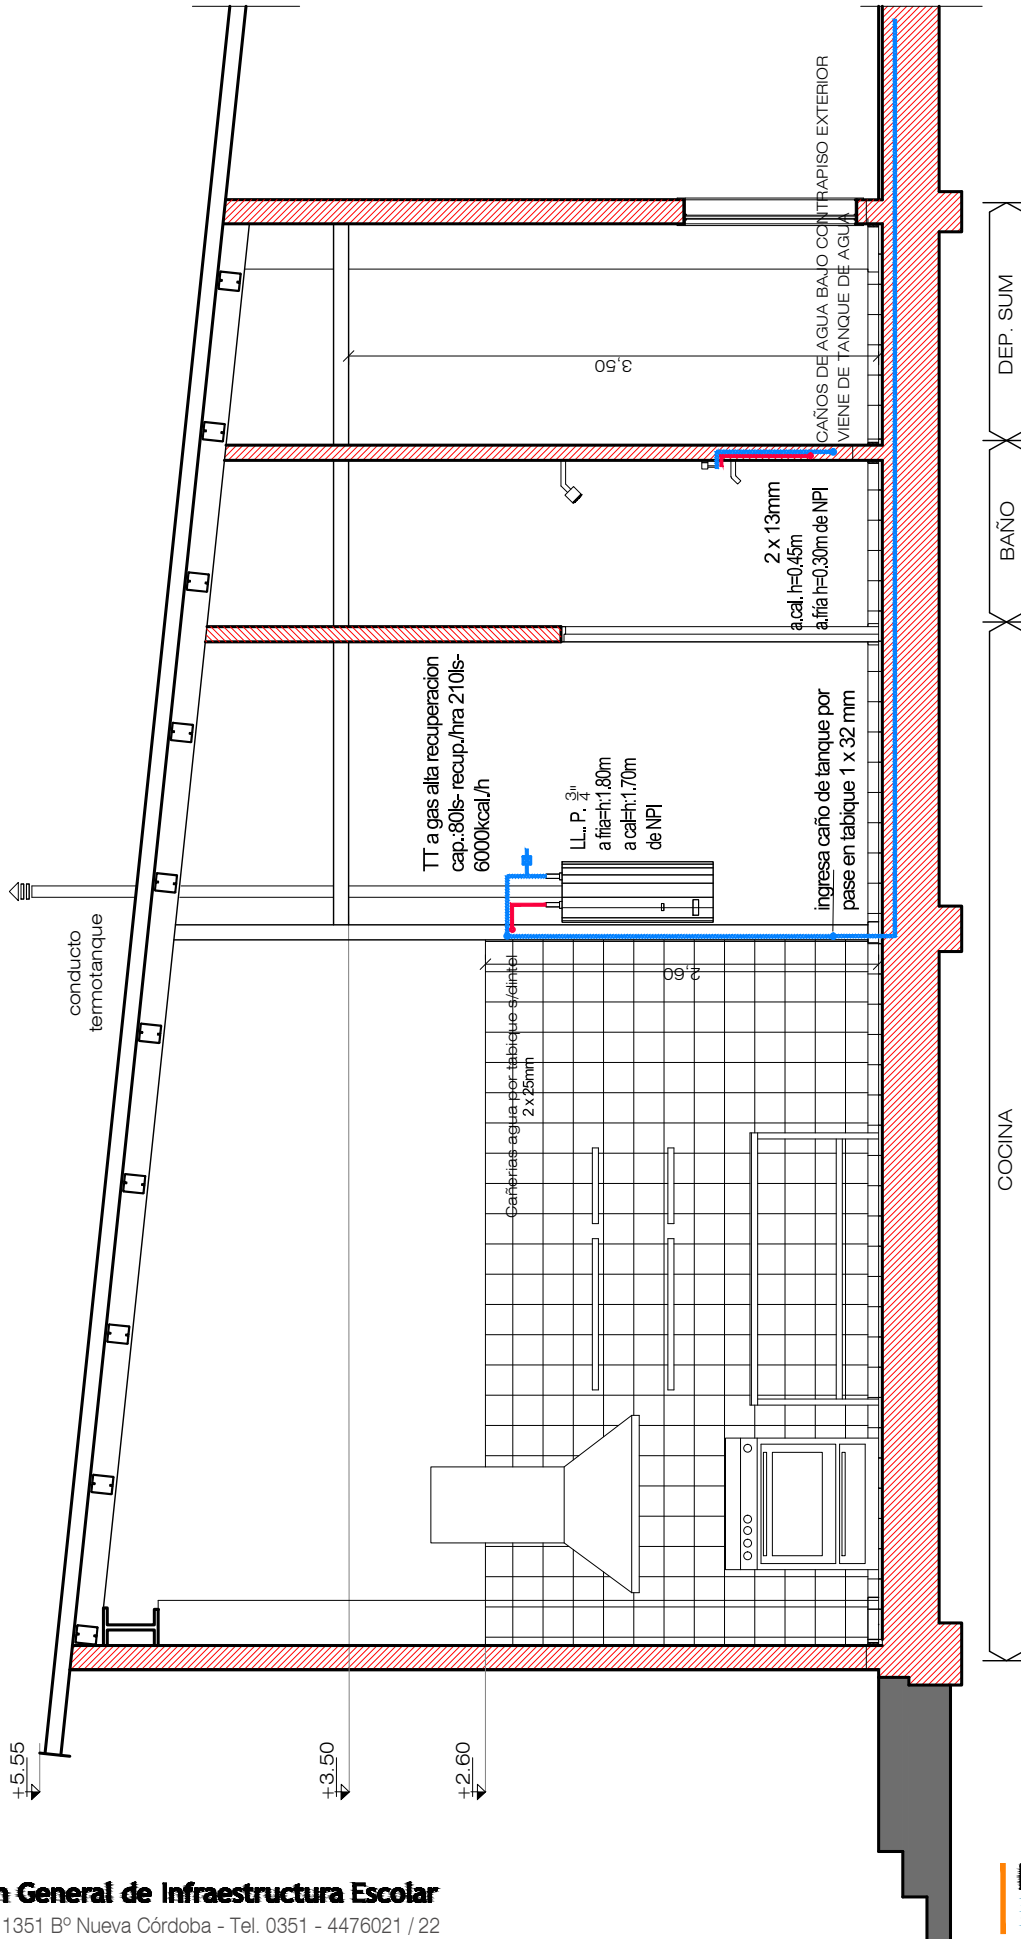 +5.55
+3.50
+2.60
conducto
termotanque
TT a gas alta recuperacion
cap.:80ls- recup./hra 210ls-
6000kcal./h
LL.. P. 3/4"
a fria=h:1.80m
a cal=h:1.70m
de NPI
Cañerias agua por tabique s/dintel
2 x 25mm
2,60
ingresa caño de tanque por
pase en tabique 1 x 32 mm
2 x 13mm
a.cal. h=0.45m
a.fría h=0.30m de NPI
3,50
CAÑOS DE AGUA BAJO CONTRAPISO EXTERIOR
VIENE DE TANQUE DE AGUA
COCINA
BAÑO
DEP. SUM
n General de Infraestructura Escolar
1351 Bº Nueva Córdoba - Tel. 0351 - 4476021 / 22